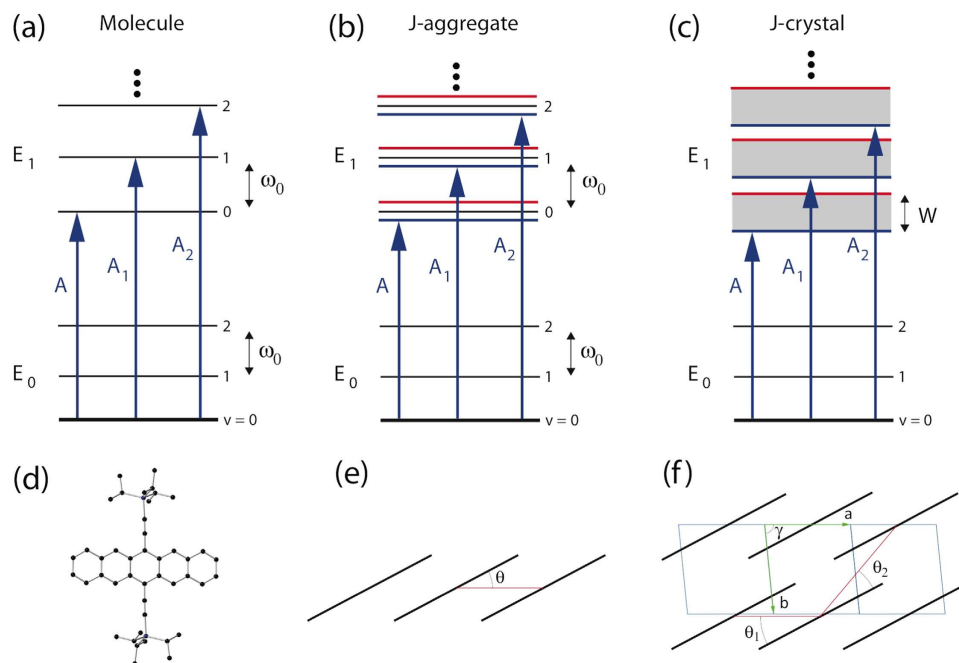 (a) Molecule
(b) J-aggregate
(c) J-crystal
2
E1
1
ω0
0
A
A1
A2
2
ω0
E0
1
v = 0
2
E1
1
ω0
0
A
A1
A2
2
ω0
E0
1
v = 0
E1
W
A
A1
A2
2
E0
1
v = 0
(d)
(e)
θ
(f)
a
γ
θ2
b
θ1